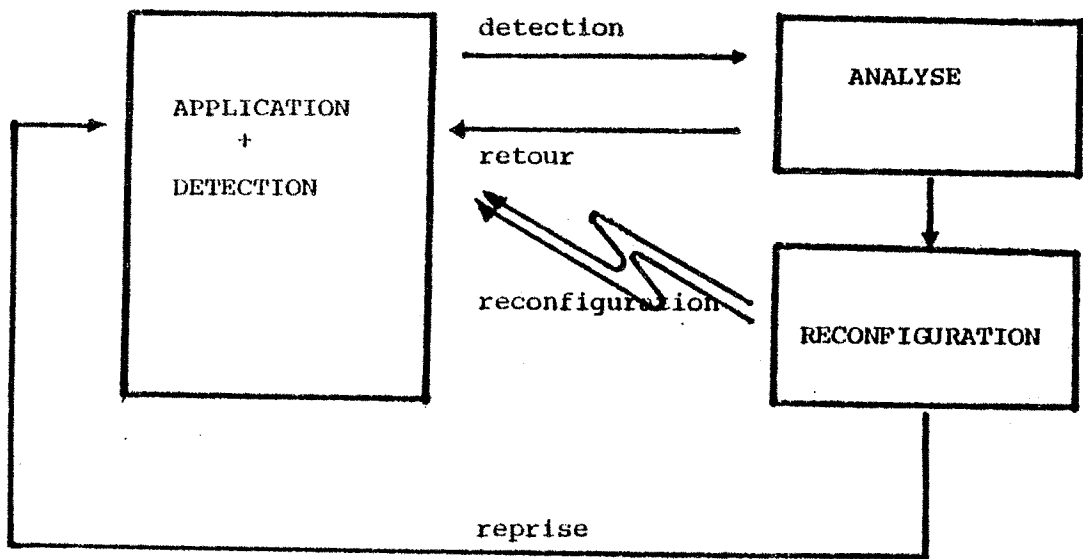 detection
ANALYSE
APPLICATION
+
DETECTION
retour
reconfiguration
RECONFIGURATION
reprise